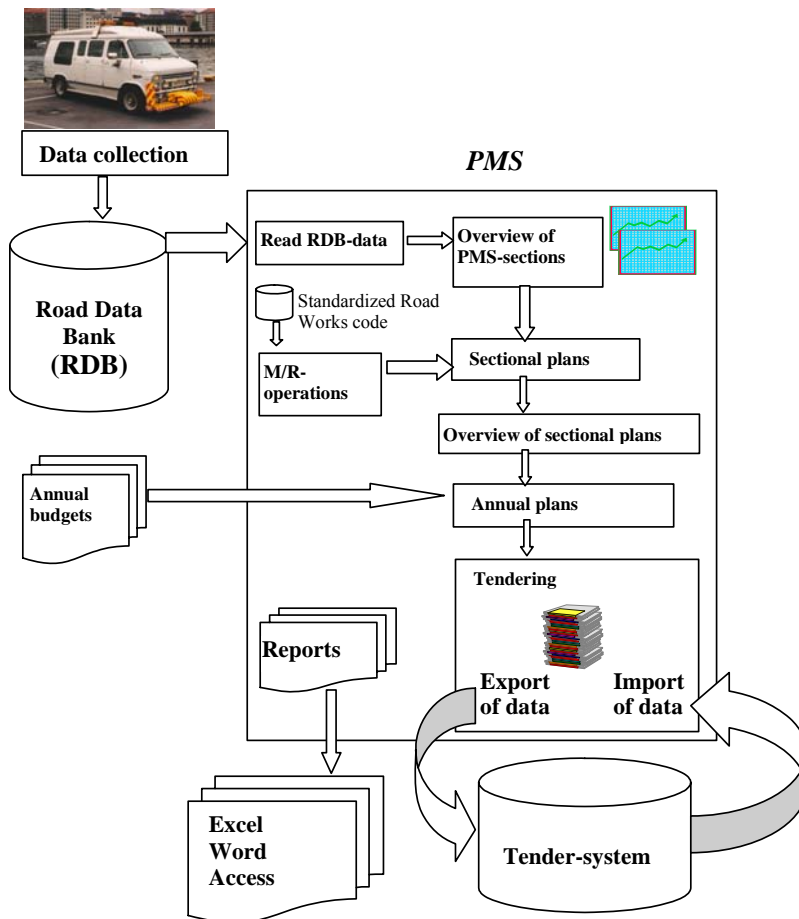 Data collection
PMS
Road Data
Bank
(RDB)
Read RDB-data
Overview of
PMS-sections
Standardized Road
Works code
M/R-
operations
Sectional plans
Overview of sectional plans
Annual
budgets
Annual plans
Tendering
Reports
Export
of data
Import
of data
Excel
Word
Access
Tender-system